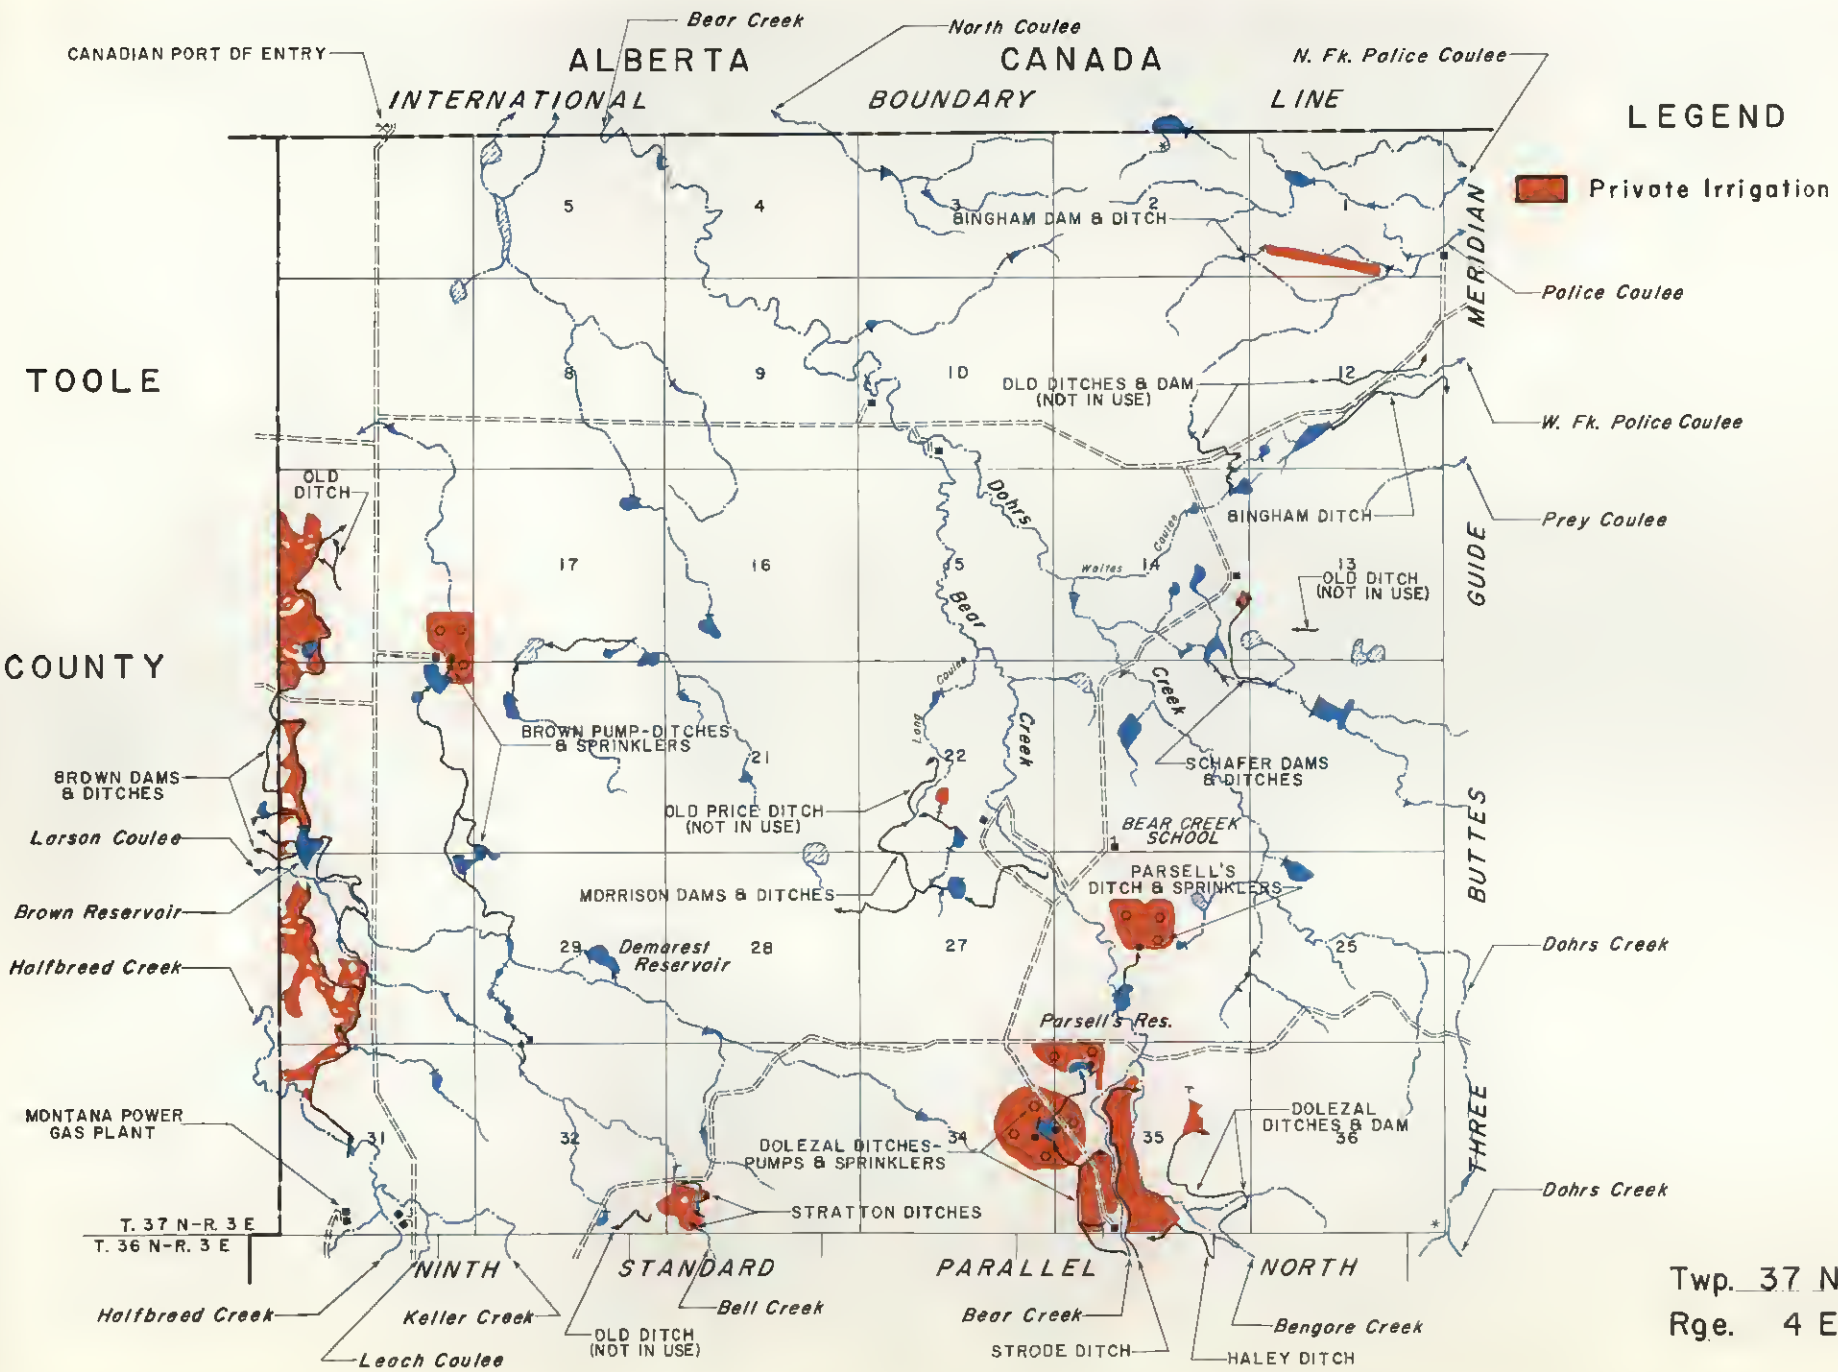 Bear Creek
North Coulee
CANADIAN PORT OF ENTRY
ALBERTA
CANADA
N. Fk. Police Coulee
INTERNATIONAL
BOUNDARY
LINE
LEGEND
Private Irrigation
5
4
3
2
1
BINGHAM DAM & DITCH
MERIDIAN
Police Coulee
TOOLE
8
9
10
OLD DITCHES & DAM
(NOT IN USE)
12
W. Fk. Police Coulee
OLD
DITCH
Dohrs
Coulee
BINGHAM DITCH
Prey Coulee
17
16
15
Waites
14
13
OLD DITCH
(NOT IN USE)
GUIDE
Bear
COUNTY
Coulee
Creek
Long
Creek
BROWN PUMP-DITCHES
& SPRINKLERS
21
22
SCHAFER DAMS
& DITCHES
BROWN DAMS
& DITCHES
OLD PRICE DITCH
(NOT IN USE)
BEAR CREEK
SCHOOL
BUTTES
Larson Coulee
PARSELL'S
DITCH & SPRINKLERS
MORRISON DAMS & DITCHES
Brown Reservoir
29
Demarest
Reservoir
28
27
25
Dohrs Creek
Halfbreed Creek
Parsell's Res.
MONTANA POWER
GAS PLANT
31
32
DOLEZAL DITCHES-
PUMPS & SPRINKLERS
34
35
DOLEZAL
DITCHES & DAM
36
THREE
Dohrs Creek
STRATTON DITCHES
T. 37 N-R. 3 E
T. 36 N-R. 3 E
NINTH
STANDARD
PARALLEL
NORTH
Twp. 37 N
Rge. 4 E
Halfbreed Creek
Keller Creek
Bell Creek
Bear Creek
Bengore Creek
OLD DITCH
(NOT IN USE)
STRODE DITCH
HALEY DITCH
Leach Coulee